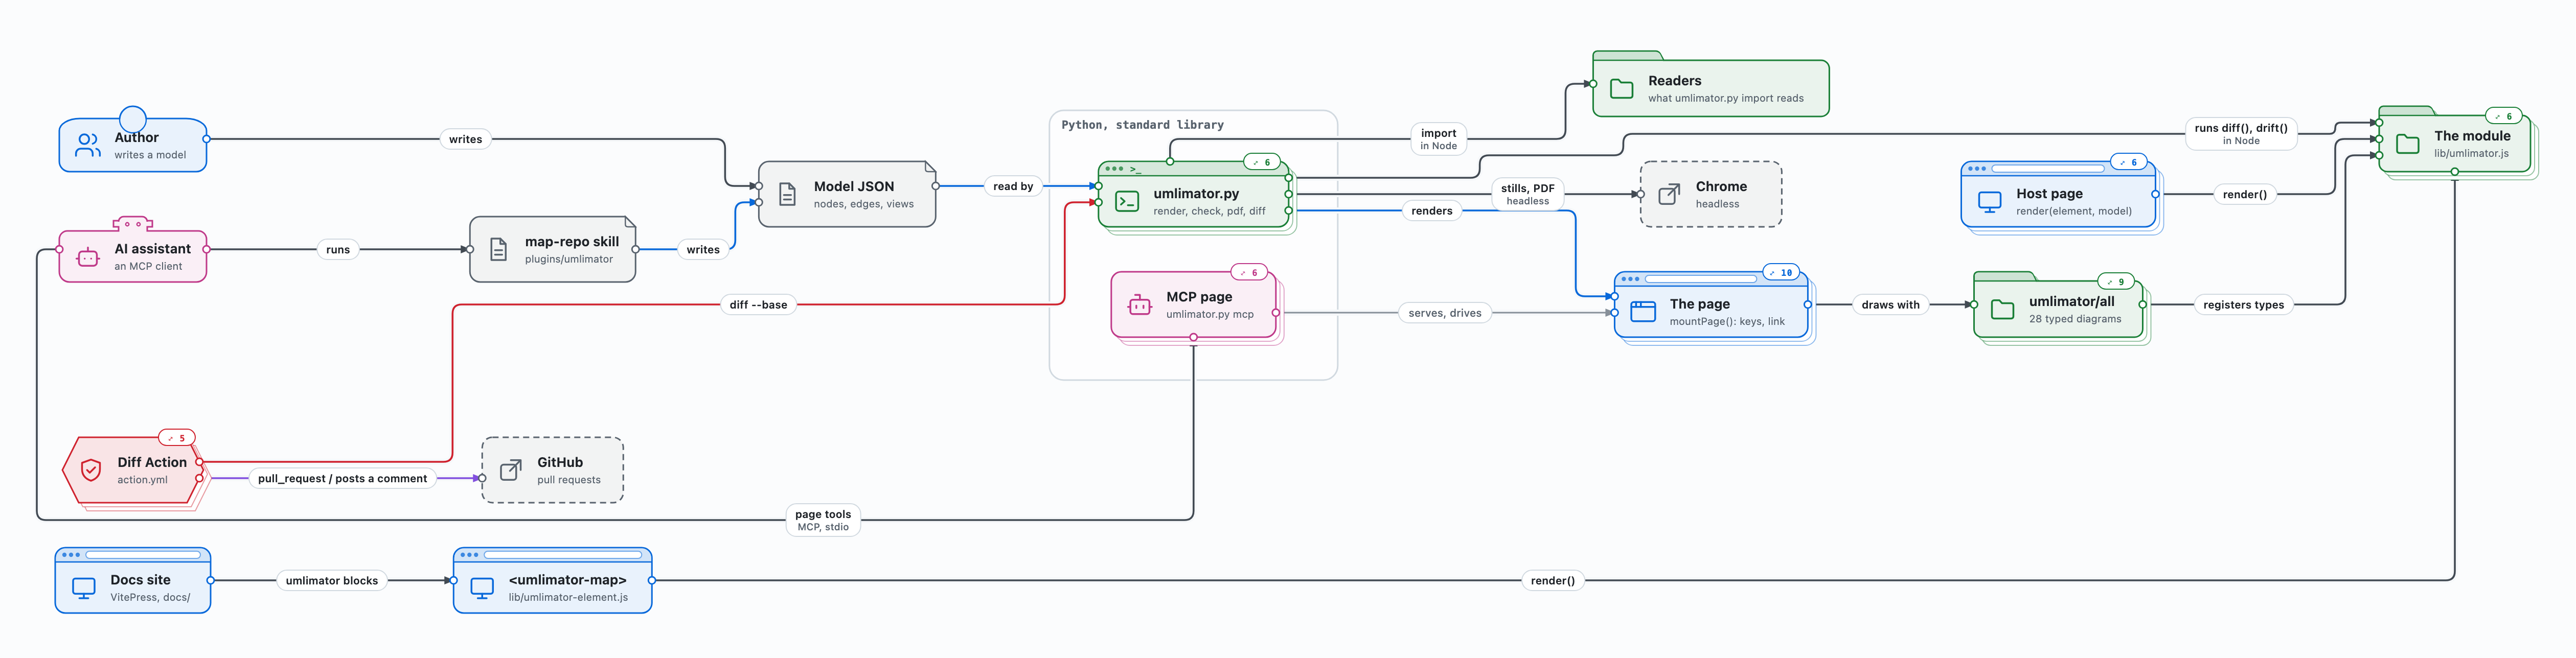 Readers
what umlimator.py import reads
Author
writes a model
writes
Python, standard library
import
in Node
runs diff(), drift()
in Node
6
The module
lib/umlimator.js
Model JSON
nodes, edges, views
read by
>_
6
umlimator.py
render, check, pdf, diff
stills, PDF
headless
Chrome
headless
6
Host page
render(element, model)
render()
renders
AI assistant
an MCP client
runs
map-repo skill
plugins/umlimator
writes
diff --base
6
MCP page
umlimator.py mcp
serves, drives
10
The page
mountPage(): keys, link
draws with
9
umlimator/all
28 typed diagrams
registers types
5
Diff Action
action.yml
pull_request / posts a comment
GitHub
pull requests
page tools
MCP, stdio
Docs site
VitePress, docs/
umlimator blocks
<umlimator-map>
lib/umlimator-element.js
render()